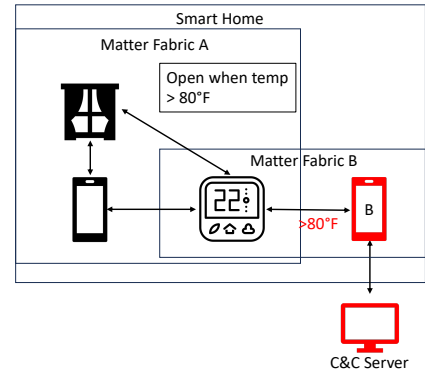 Smart Home
Matter Fabric A
Open when temp
> 80°F
Matter Fabric B
22
B
>80°F
C&C Server